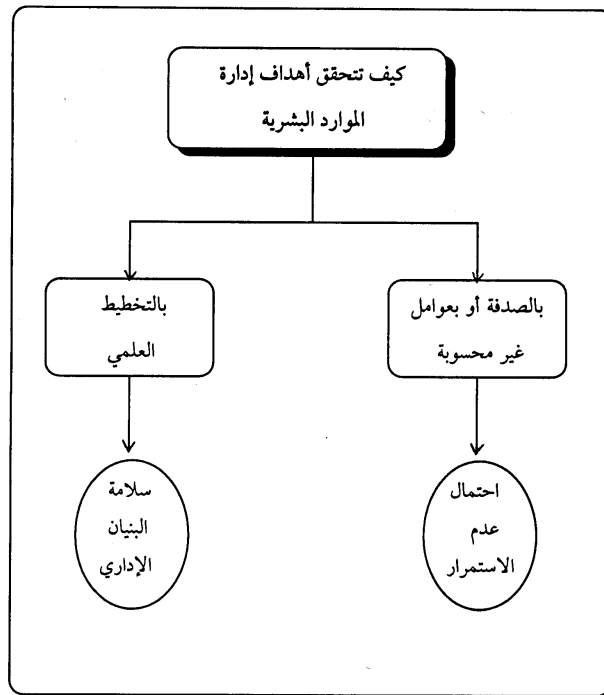 كيف تتحقق أهداف إدارة
الموارد البشرية
بالصدفة أو بعوامل
غير محسوبة
بالتخطيط
العلمي
احتمال
عدم
الاستمرار
سلامة
البنيان
الإداري